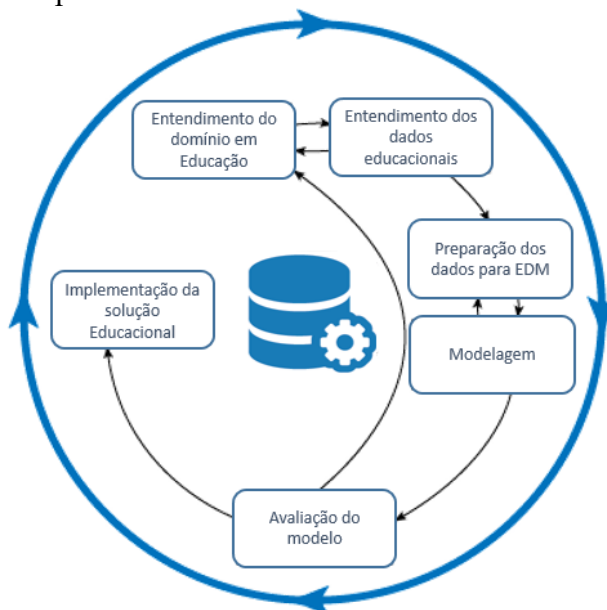 Entendimento do
domínio em
Educação
Entendimento dos
dados
educacionais
Preparação dos
dados para EDM
Modelagem
Avaliação do
modelo
Implementação da
solução
Educacional